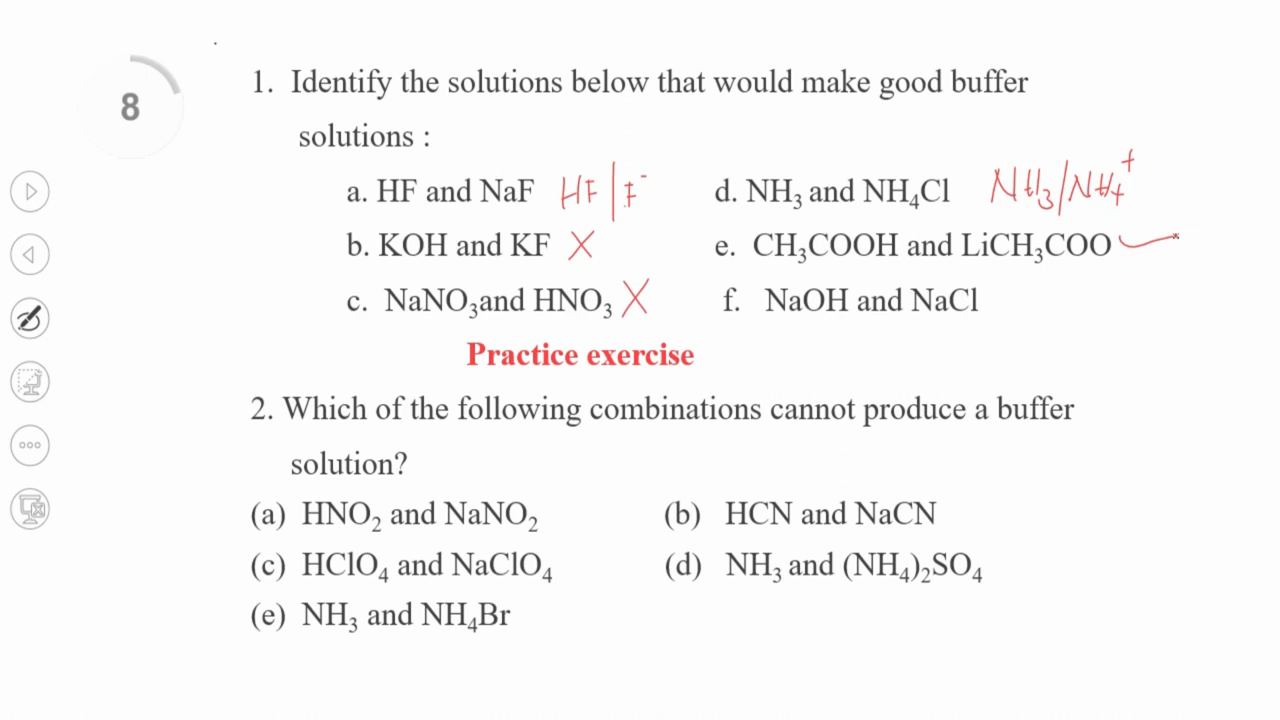 8
1. Identify the solutions below that would make good buffer
solutions :
a. HF and NaF HF | F⁻
d. NH₃ and NH₄Cl NH₃/NH₄⁺
b. KOH and KF X
e. CH₃COOH and LiCH₃COO
c. NaNO₃and HNO₃ X
f. NaOH and NaCl
Practice exercise
2. Which of the following combinations cannot produce a buffer
solution?
(a) HNO₂ and NaNO₂
(b) HCN and NaCN
(c) HClO₄ and NaClO₄
(d) NH₃ and (NH₄)₂SO₄
(e) NH₃ and NH₄Br